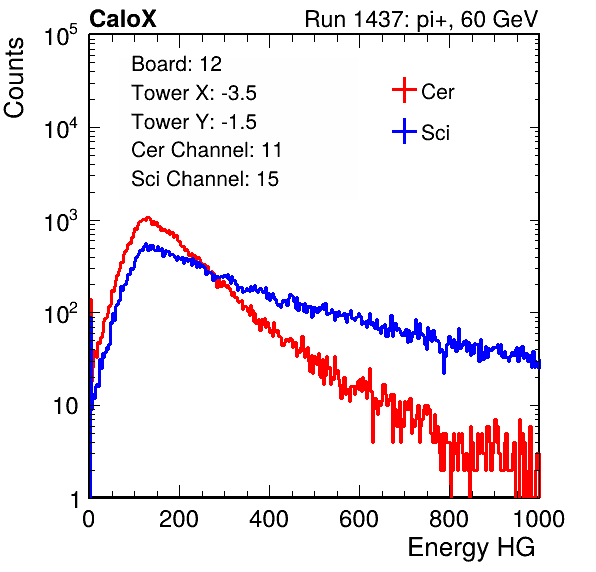 CaloX
Run 1437: pi+, 60 GeV
Counts
10^5
10^4
10^3
10^2
10
1
Board: 12
Tower X: -3.5
Tower Y: -1.5
Cer Channel: 11
Sci Channel: 15
Cer
Sci
0 200 400 600 800 1000
Energy HG